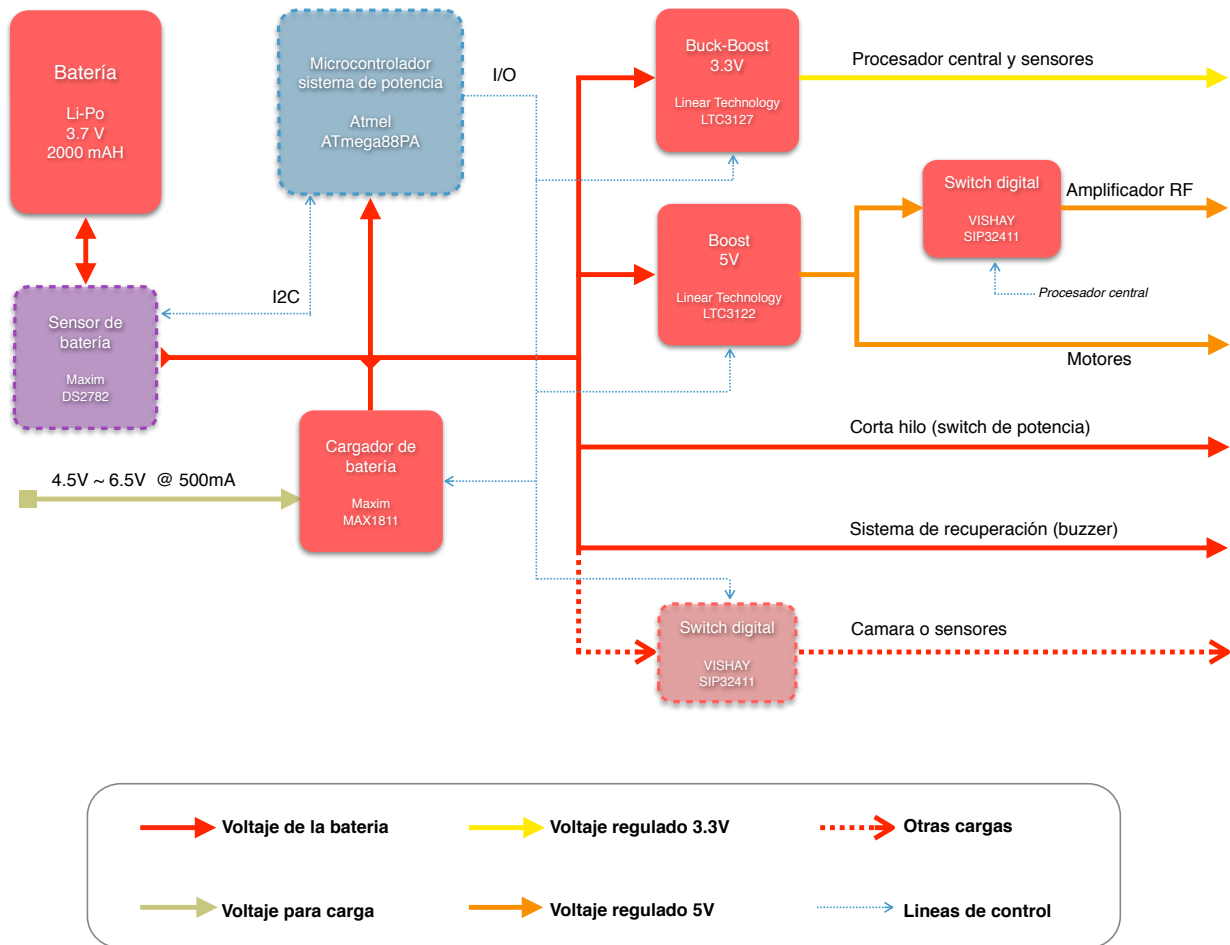 Batería
Li-Po
3.7 V
2000 mAH
Microcontrolador
sistema de potencia
Atmel
ATmega88PA
I/O
Buck-Boost
3.3V
Linear Technology
LTC3127
Procesador central y sensores
Switch digital
VISHAY
SIP32411
Amplificador RF
Procesador central
Boost
5V
Linear Technology
LTC3122
Motores
I2C
Sensor de
batería
Maxim
DS2782
Cargador de
batería
Maxim
MAX1811
4.5V ~ 6.5V @ 500mA
Corta hilo (switch de potencia)
Sistema de recuperación (buzzer)
Switch digital
VISHAY
SIP32411
Camara o sensores
Voltaje de la bateria
Voltaje regulado 3.3V
Otras cargas
Voltaje para carga
Voltaje regulado 5V
Lineas de control